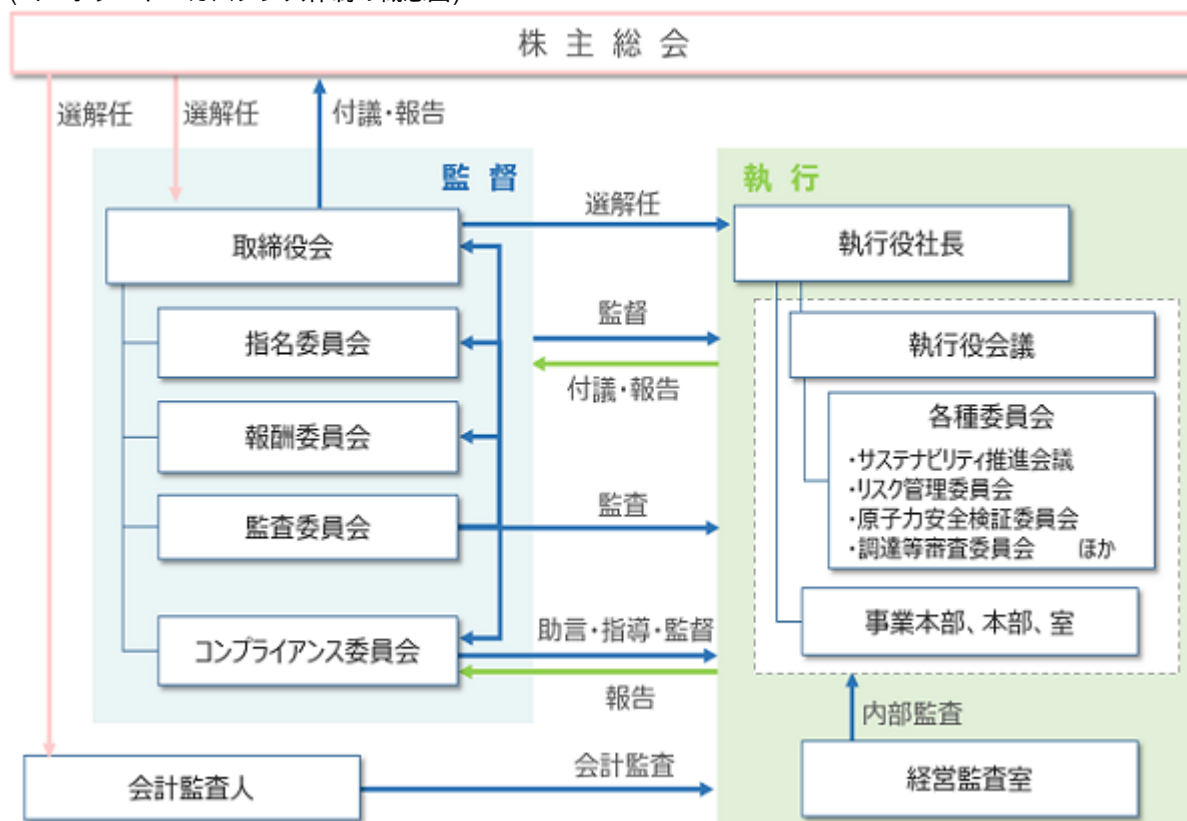 株主総会
選解任
選解任
付議・報告
監督
執行
取締役会
選解任
執行役社長
指名委員会
監督
付議・報告
執行役会議
報酬委員会
各種委員会
・サステナビリティ推進会議
・リスク管理委員会
・原子力安全検証委員会
・調達等審査委員会 ほか
監査委員会
監査
事業本部、本部、室
コンプライアンス委員会
助言・指導・監督
報告
内部監査
会計監査人
会計監査
経営監査室